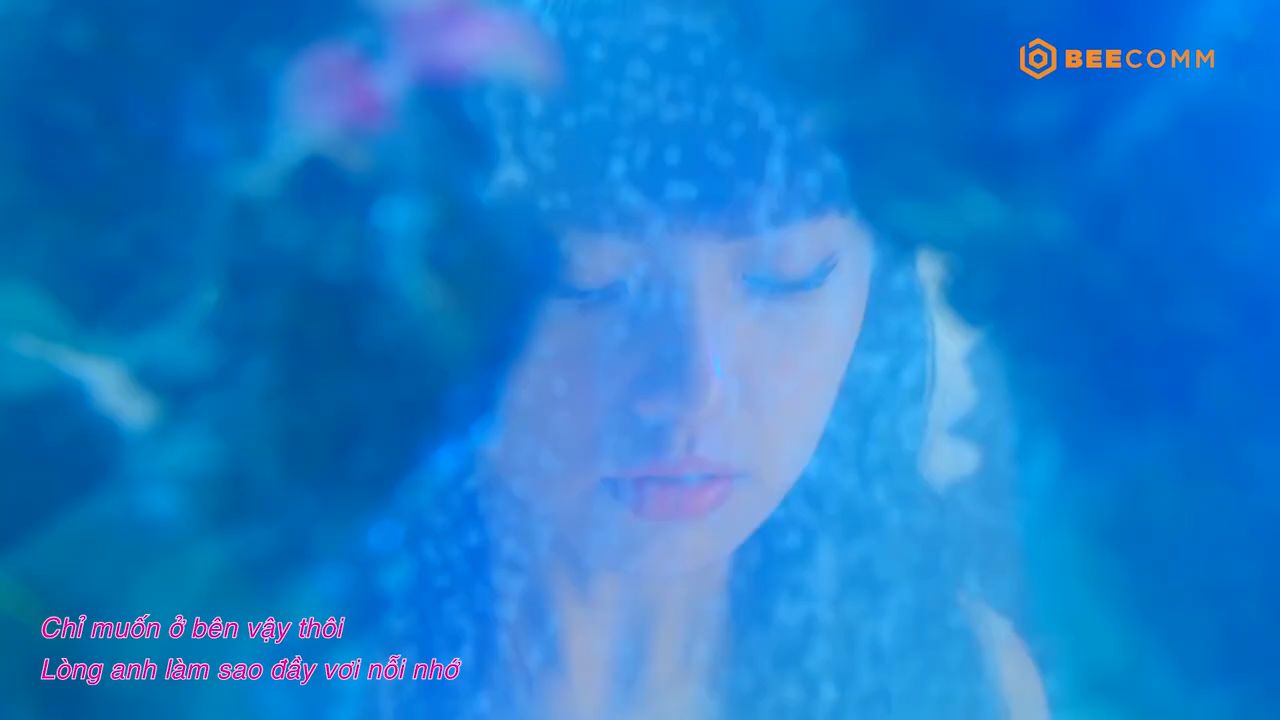 BEECOMM
Chỉ muốn ở bên vậy thôi
Lòng anh làm sao đầy vơi nỗi nhớ